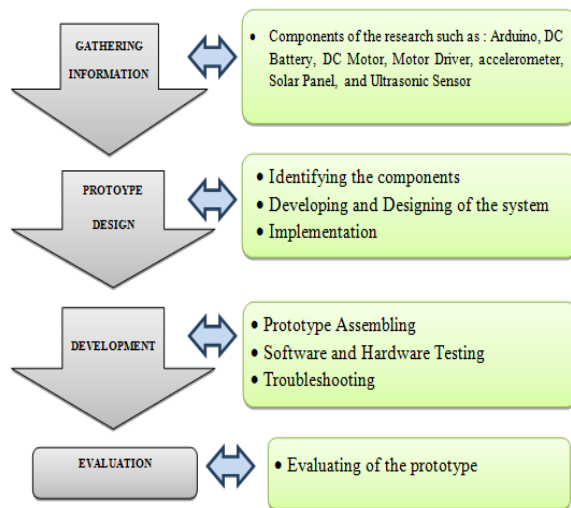 GATHERING
INFORMATION
• Components of the research such as : Arduino, DC
Battery, DC Motor, Motor Driver, accelerometer,
Solar Panel, and Ultrasonic Sensor
PROTOYPE
DESIGN
• Identifying the components
• Developing and Designing of the system
• Implementation
DEVELOPMENT
• Prototype Assembling
• Software and Hardware Testing
• Troubleshooting
EVALUATION
• Evaluating of the prototype